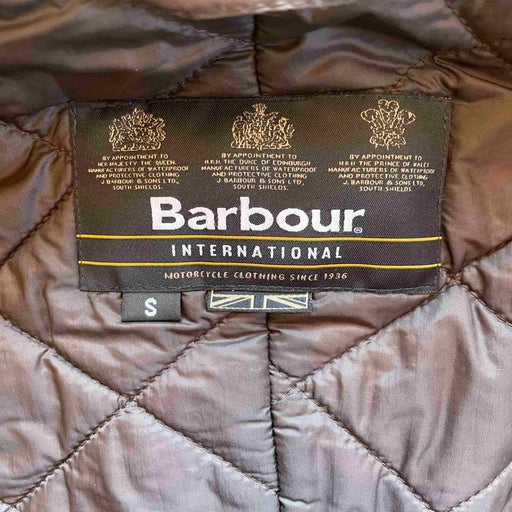 BY APPOINTMENT TO
HER MAJESTY THE QUEEN.
MANUFACTURERS OF WATERPROOF
AND PROTECTIVE CLOTHING
J. BARBOUR & SONS LTD,
SOUTH SHIELDS.
BY APPOINTMENT TO
H.R.H. THE DUKE OF EDINBURGH
MANUFACTURERS OF WATERPROOF
AND PROTECTIVE CLOTHING
J. BARBOUR & SONS LTD,
SOUTH SHIELDS.
BY APPOINTMENT TO
H.R.H. THE PRINCE OF WALES
MANUFACTURERS OF WATERPROOF
AND PROTECTIVE CLOTHING
J. BARBOUR & SONS LTD,
SOUTH SHIELDS.
Barbour®
INTERNATIONAL
MOTORCYCLE CLOTHING SINCE 1936
S